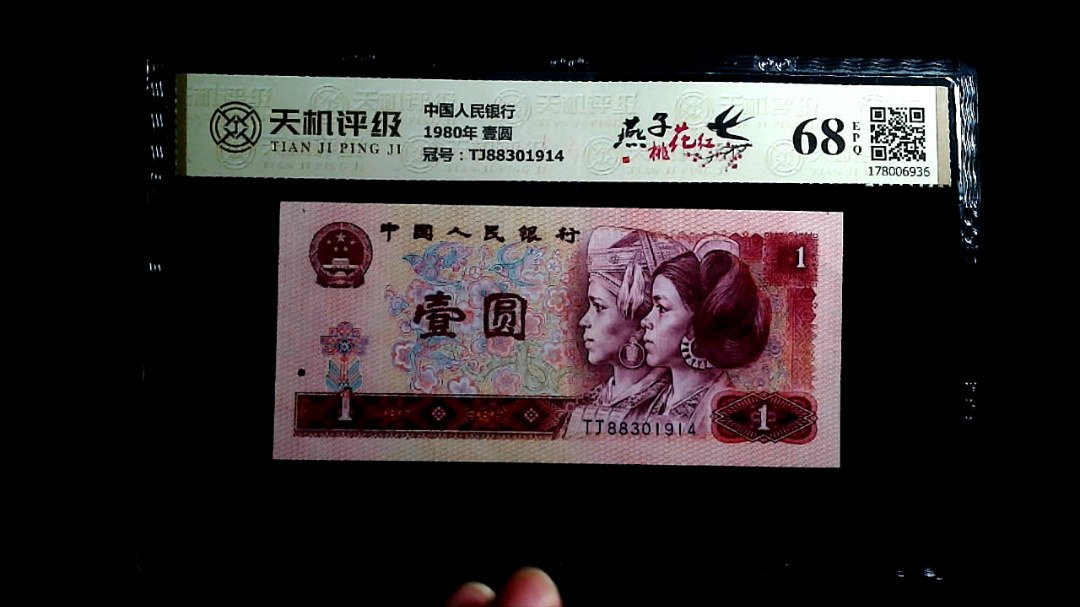 天机评级
TIAN JI PING JI
中国人民银行
1980年 壹圆
冠号：TJ88301914
燕子
桃花红
68
EPQ
178006936
中国人民银行
1
壹圆
1
TJ88301914
1